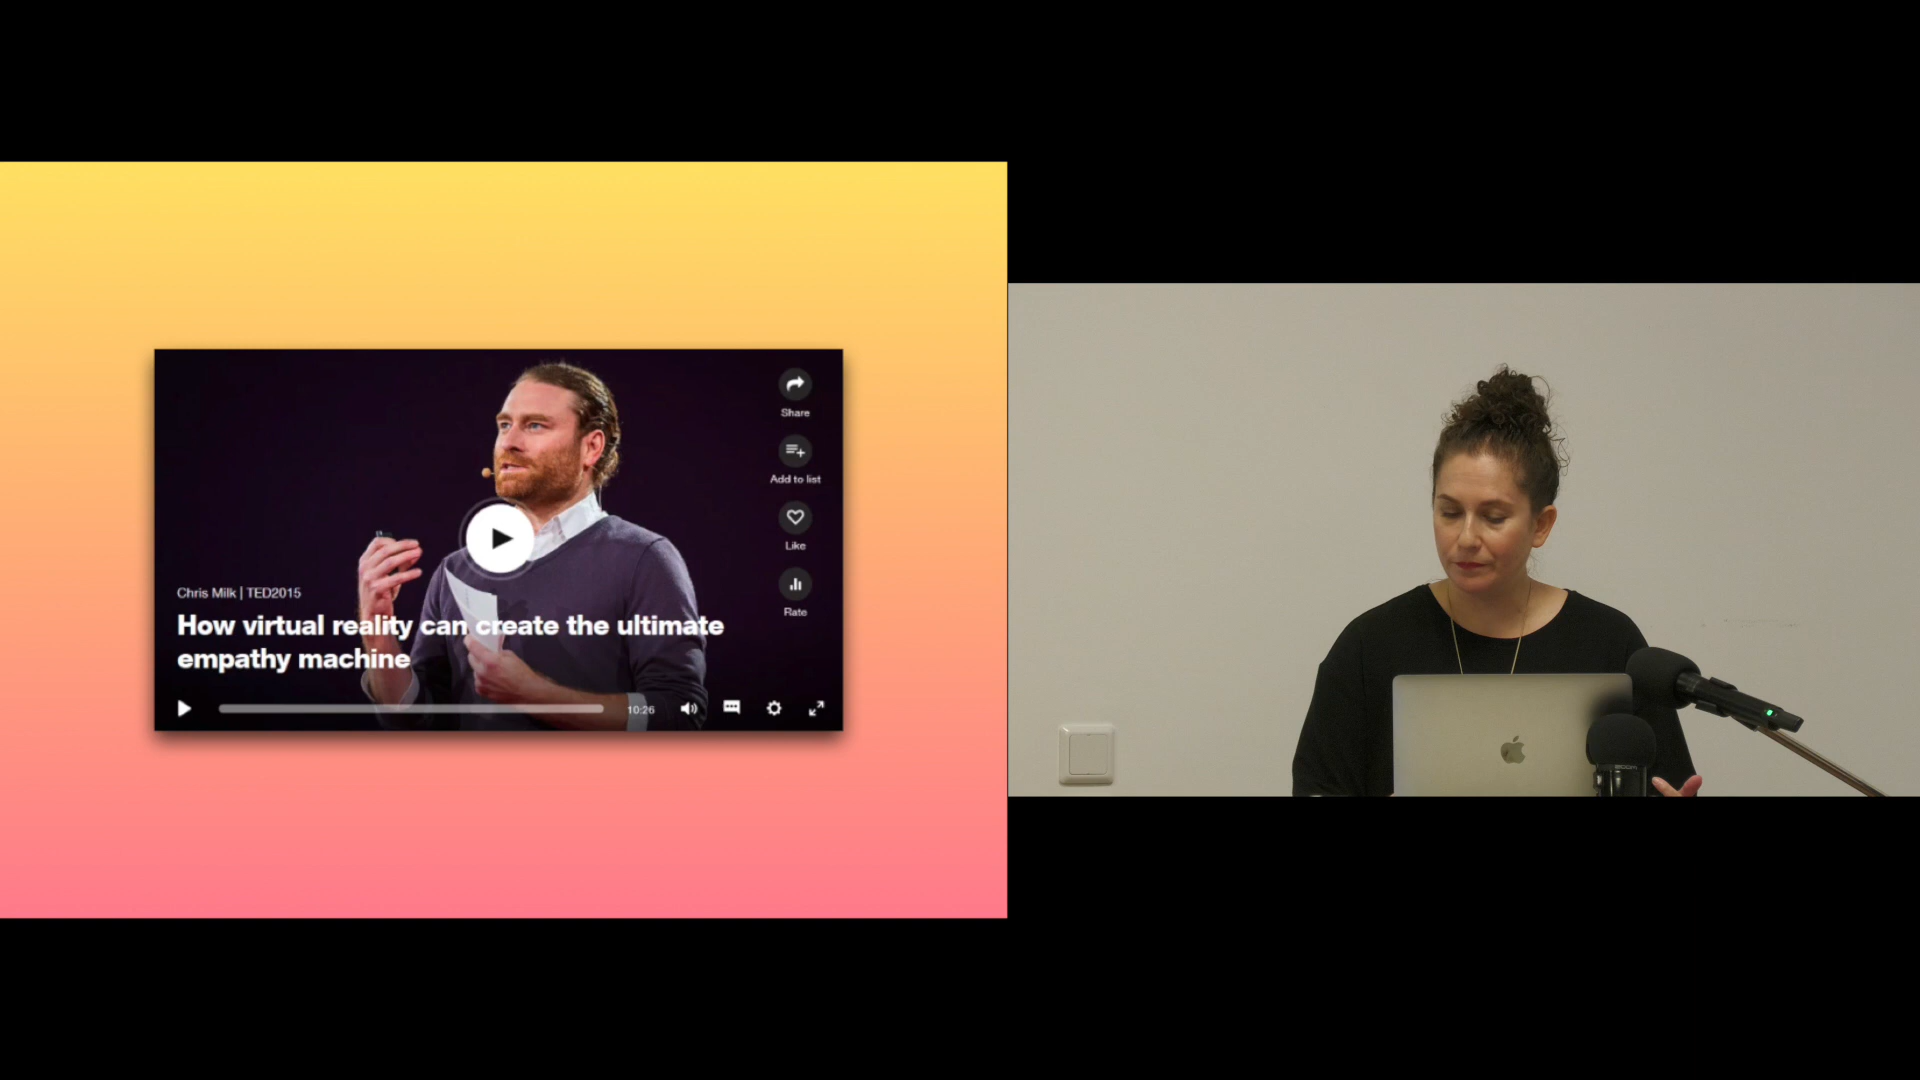 Share
Add to list
Like
Rate
Chris Milk | TED2015
How virtual reality can create the ultimate
empathy machine
10:26